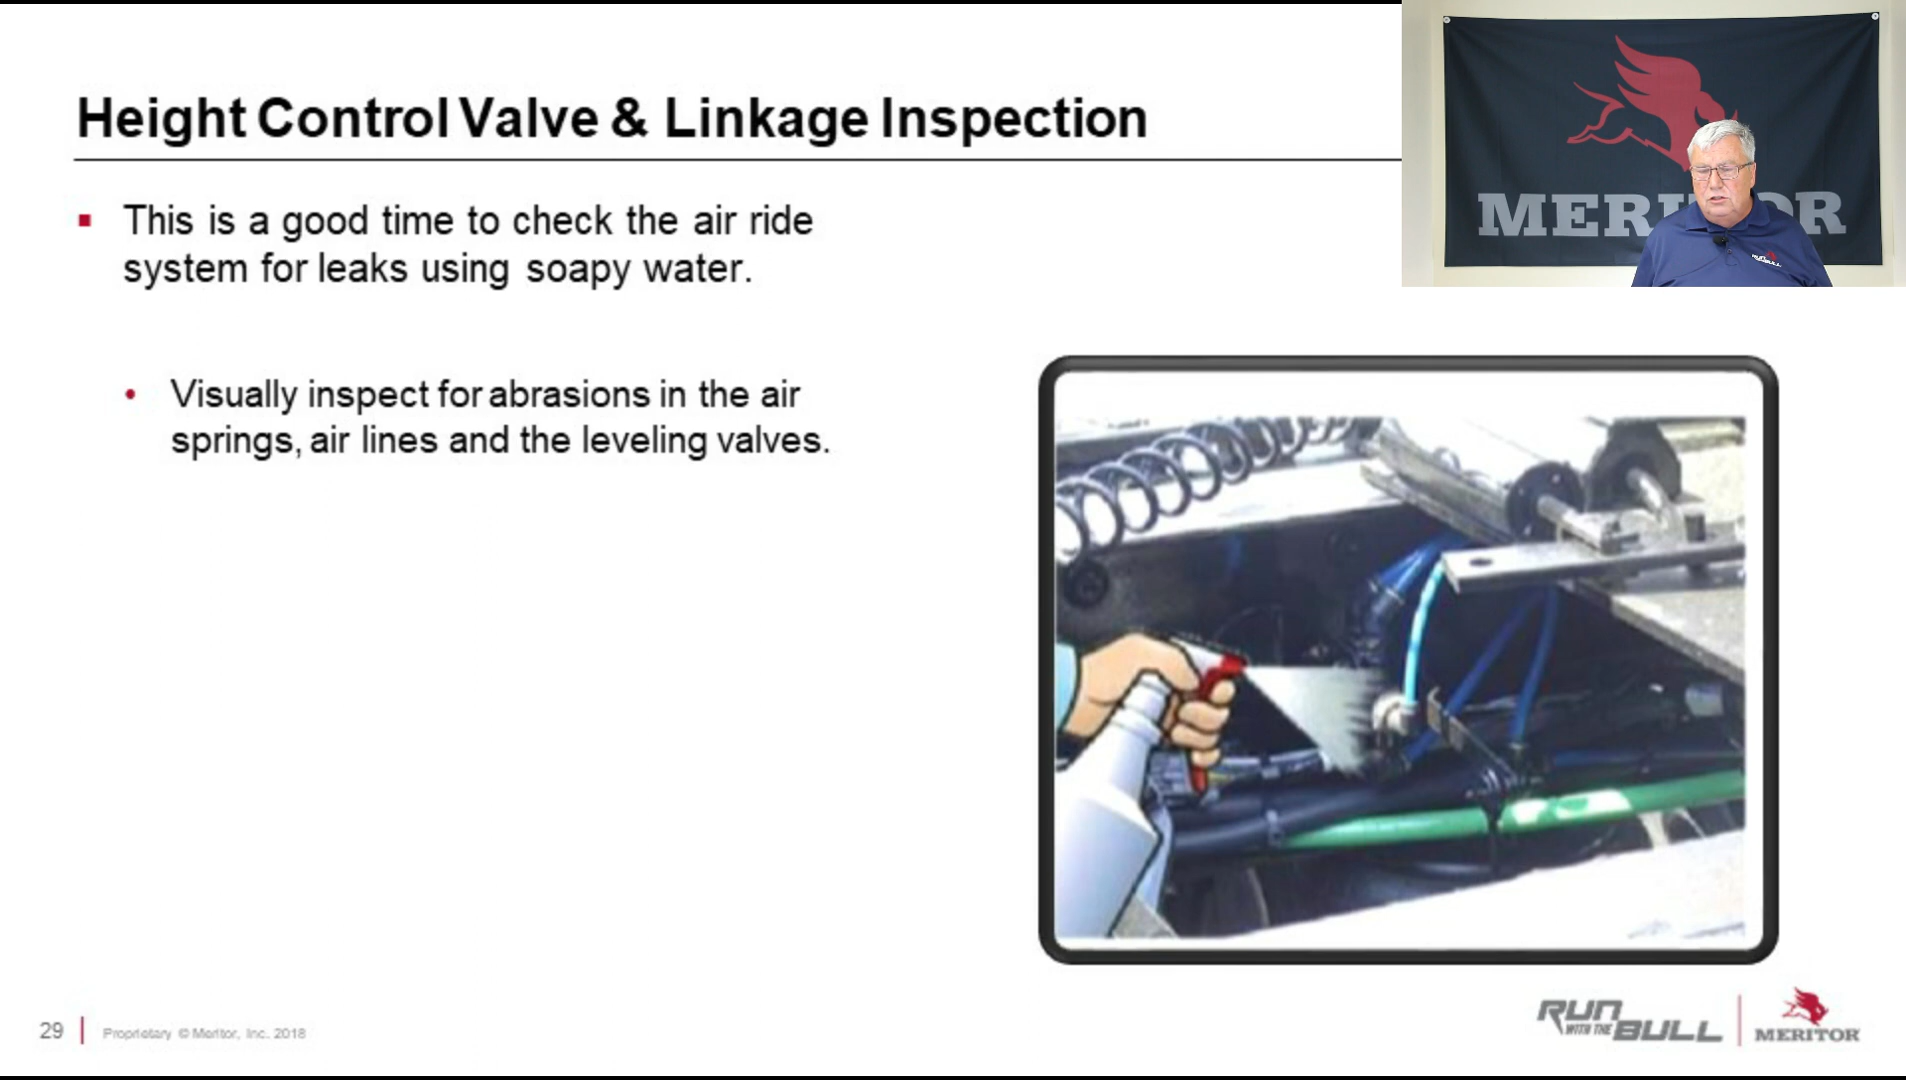 Height Control Valve & Linkage Inspection
This is a good time to check the air ride
system for leaks using soapy water.
Visually inspect for abrasions in the air
springs, air lines and the leveling valves.
29
Proprietary © Meritor, Inc. 2018
RUN
WITH THE BULL
MERITOR